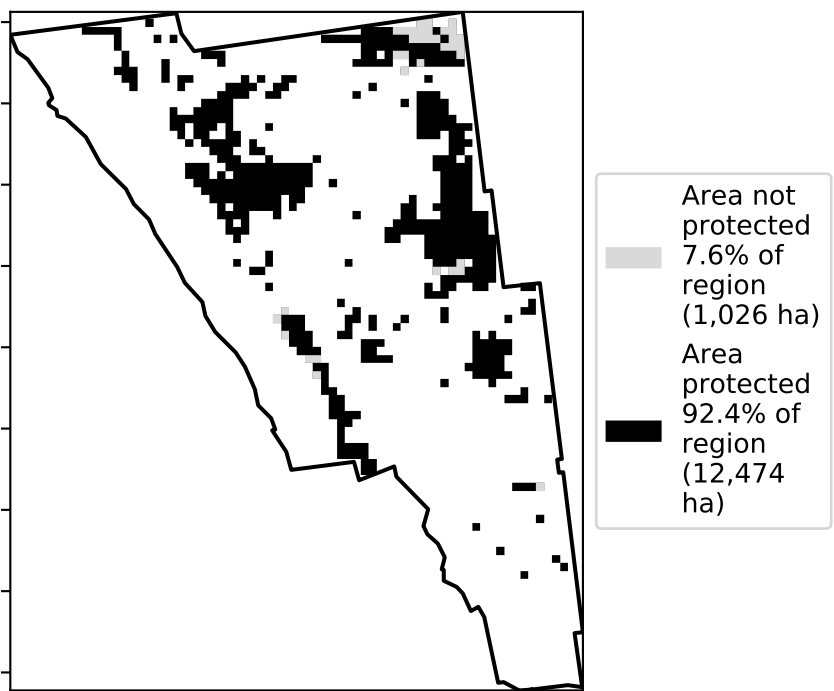 Area not
protected
7.6% of
region
(1,026 ha)
Area
protected
92.4% of
region
(12,474
ha)